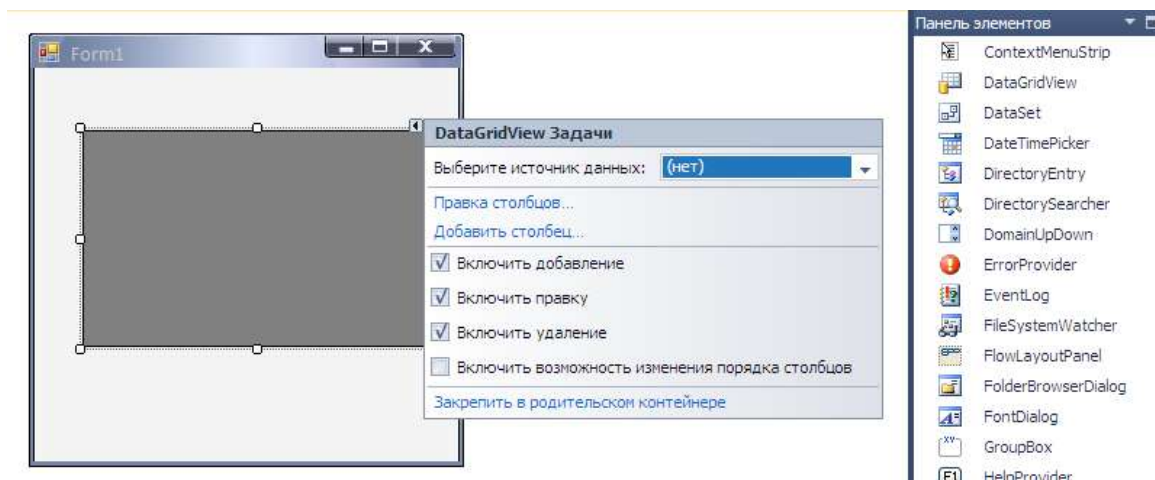 Form1
DataGridView Задачи
Выберите источник данных: (нет)
Правка столбцов...
Добавить столбец...
Включить добавление
Включить правку
Включить удаление
Включить возможность изменения порядка столбцов
Закрепить в родительском контейнере
Панель элементов
ContextMenuStrip
DataGridView
DataSet
DateTimePicker
DirectoryEntry
DirectorySearcher
DomainUpDown
ErrorProvider
EventLog
FileSystemWatcher
FlowLayoutPanel
FolderBrowserDialog
FontDialog
GroupBox
HelpProvider